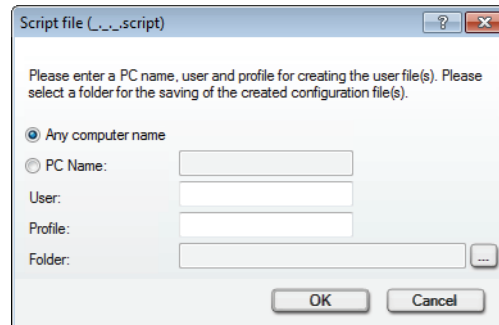 Script file (_._._.script)
Please enter a PC name, user and profile for creating the user file(s). Please
select a folder for the saving of the created configuration file(s).
Any computer name
PC Name:
User:
Profile:
Folder:
...
OK
Cancel